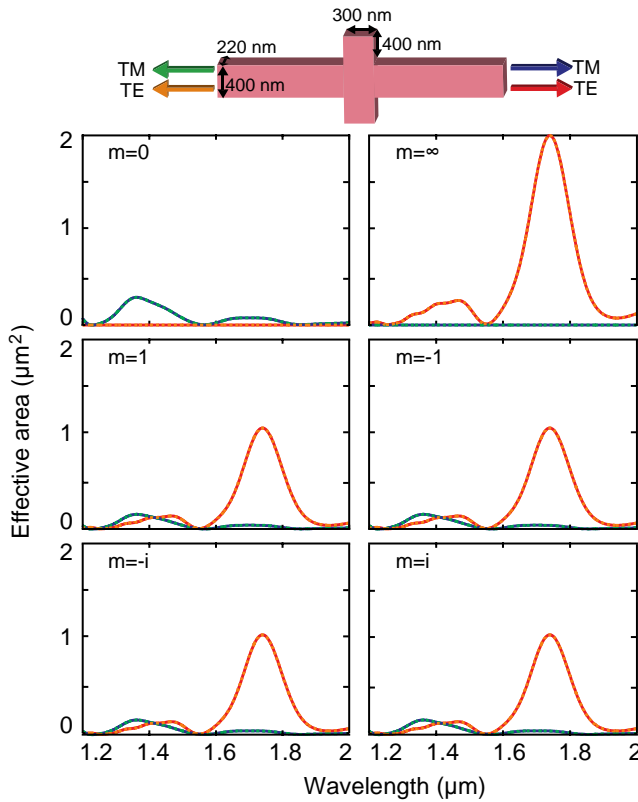 300 nm
220 nm
400 nm
TM
TM
TE
400 nm
TE
2
m=0
m=∞
1
0
2
m=1
m=-1
1
0
2
m=-i
m=i
1
0
1.2 1.4 1.6 1.8 2
1.2 1.4 1.6 1.8 2
Effective area (µm²)
Wavelength (µm)